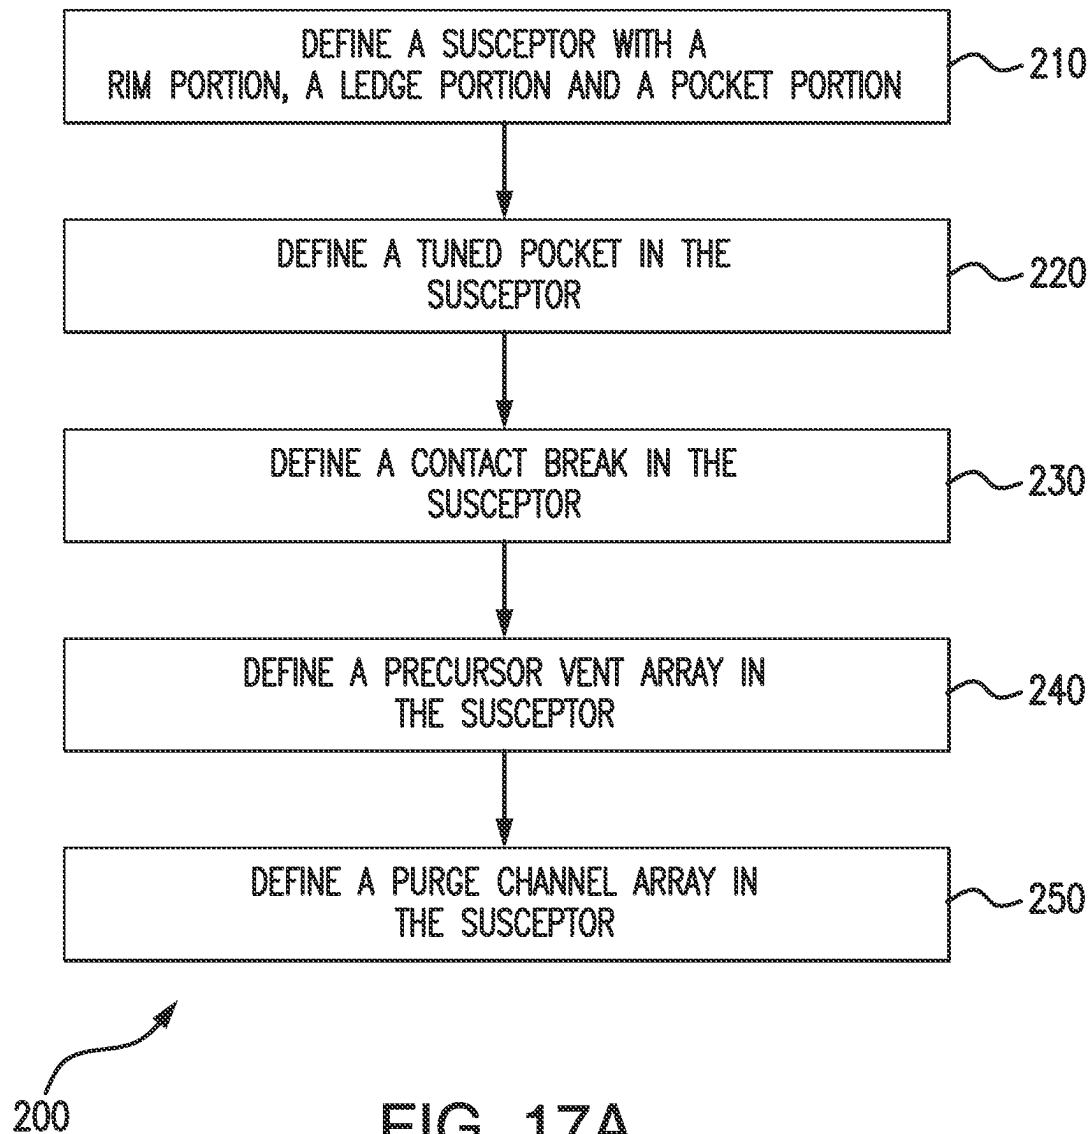 DEFINE A SUSCEPTOR WITH A
RIM PORTION, A LEDGE PORTION AND A POCKET PORTION
210
DEFINE A TUNED POCKET IN THE
SUSCEPTOR
220
DEFINE A CONTACT BREAK IN THE
SUSCEPTOR
230
DEFINE A PRECURSOR VENT ARRAY IN
THE SUSCEPTOR
240
DEFINE A PURGE CHANNEL ARRAY IN
THE SUSCEPTOR
250
200
FIG. 17A